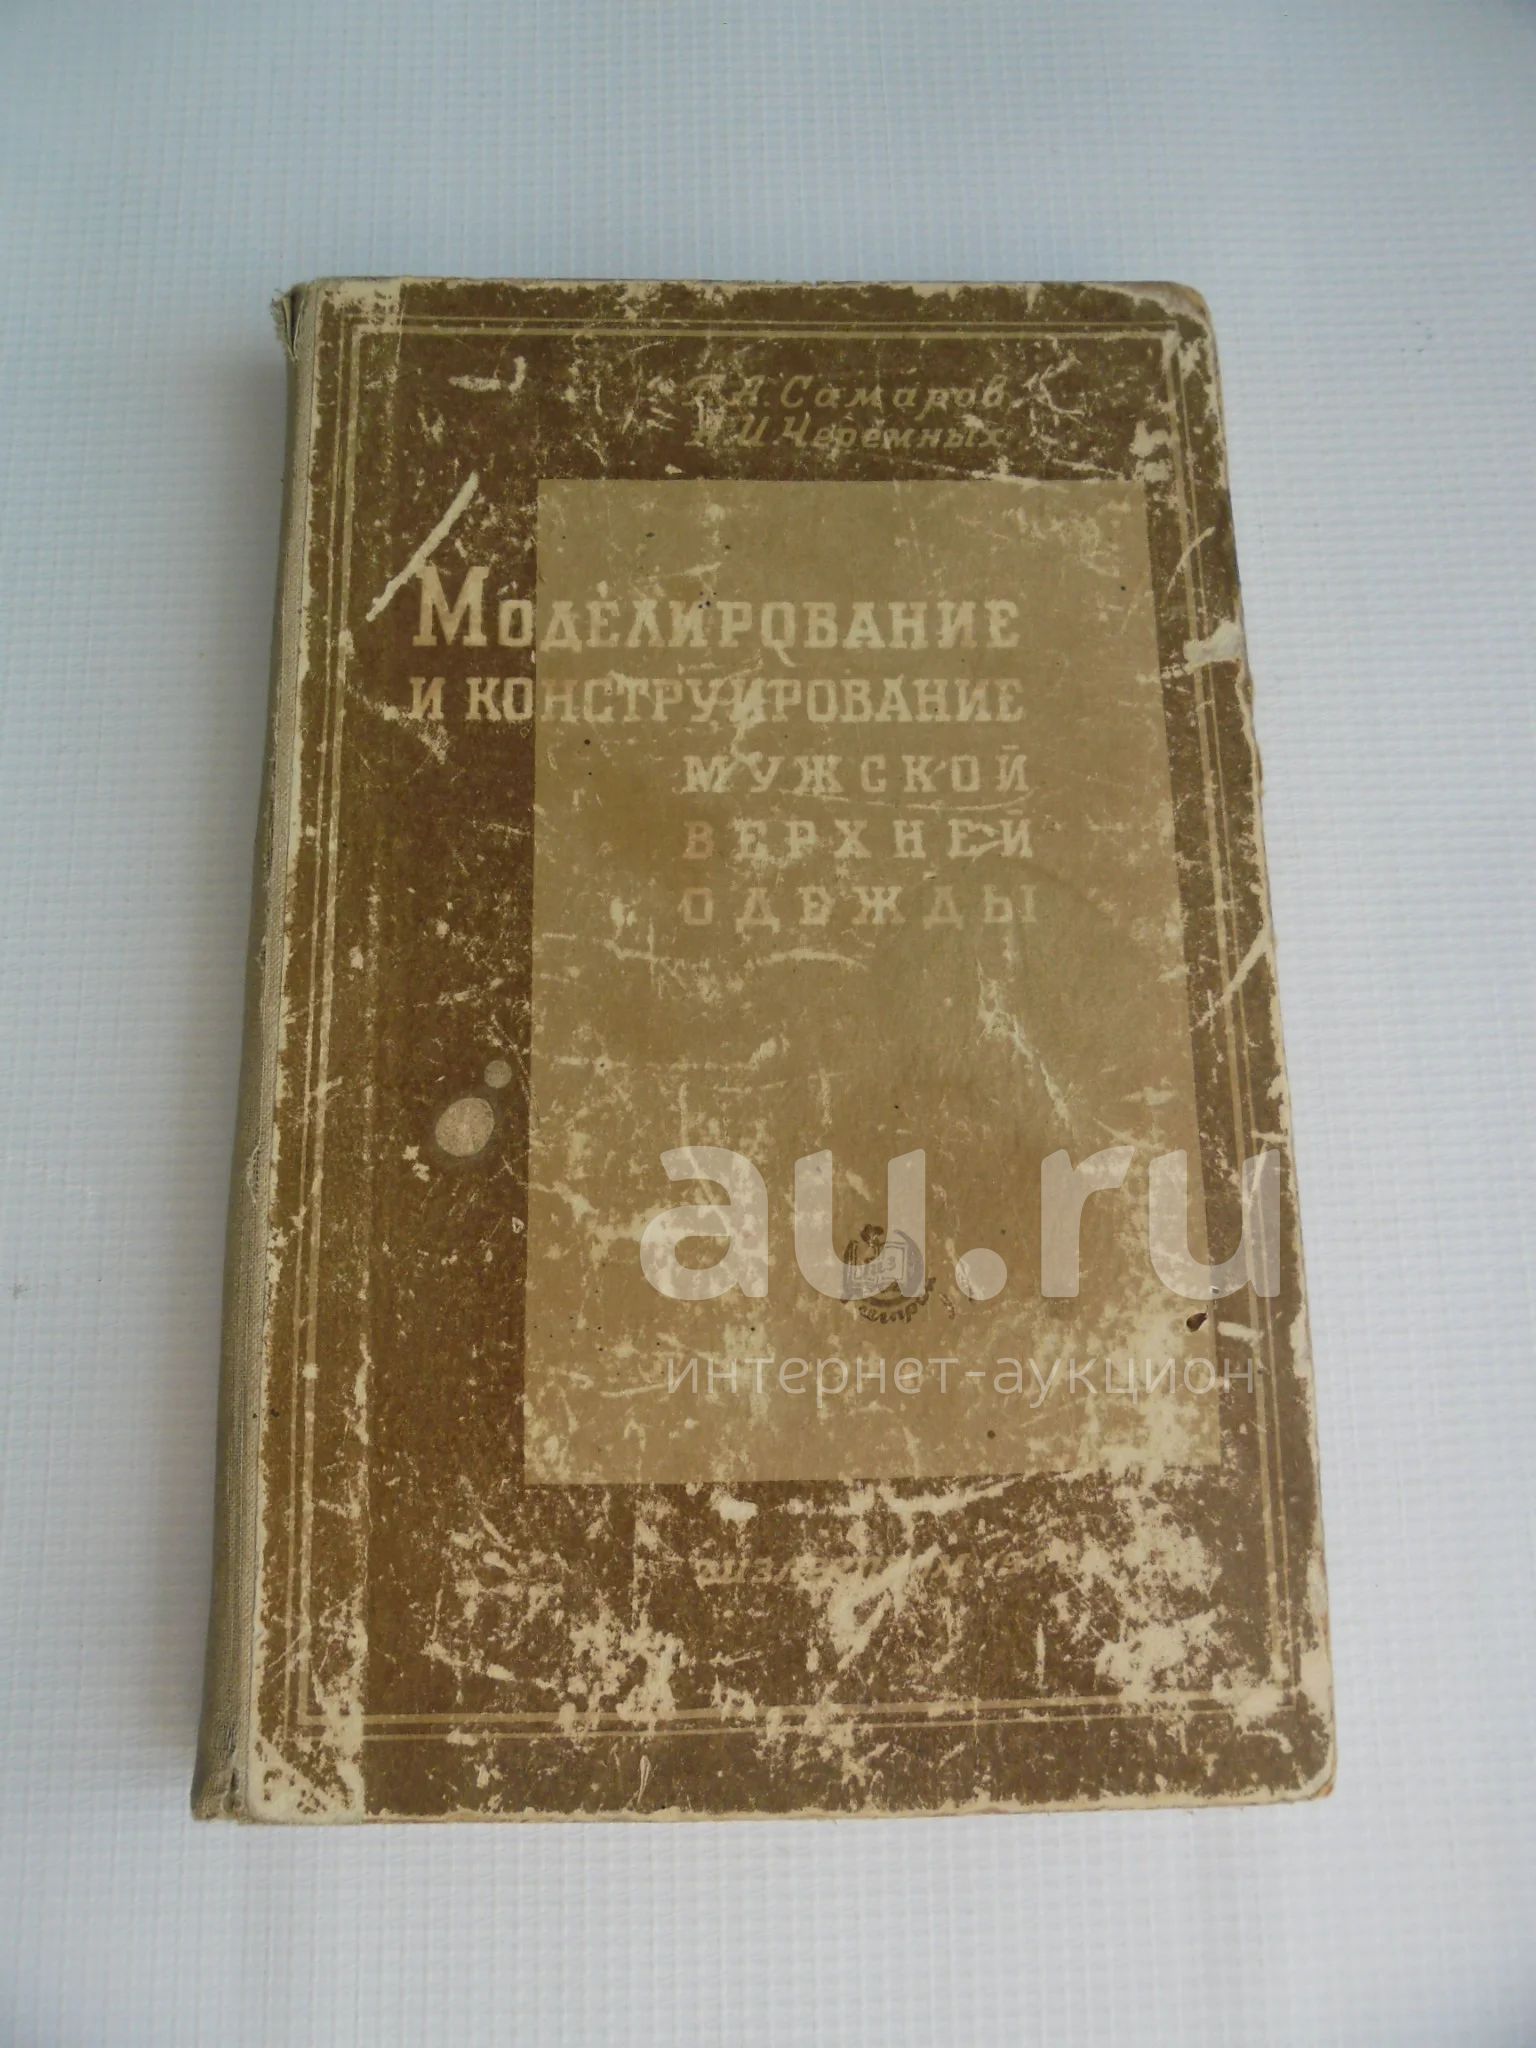 А. Самаров,
И. Черемных
Моделирование
и конструирование
мужской
верхней
одежды
au.ru
интернет-аукцион